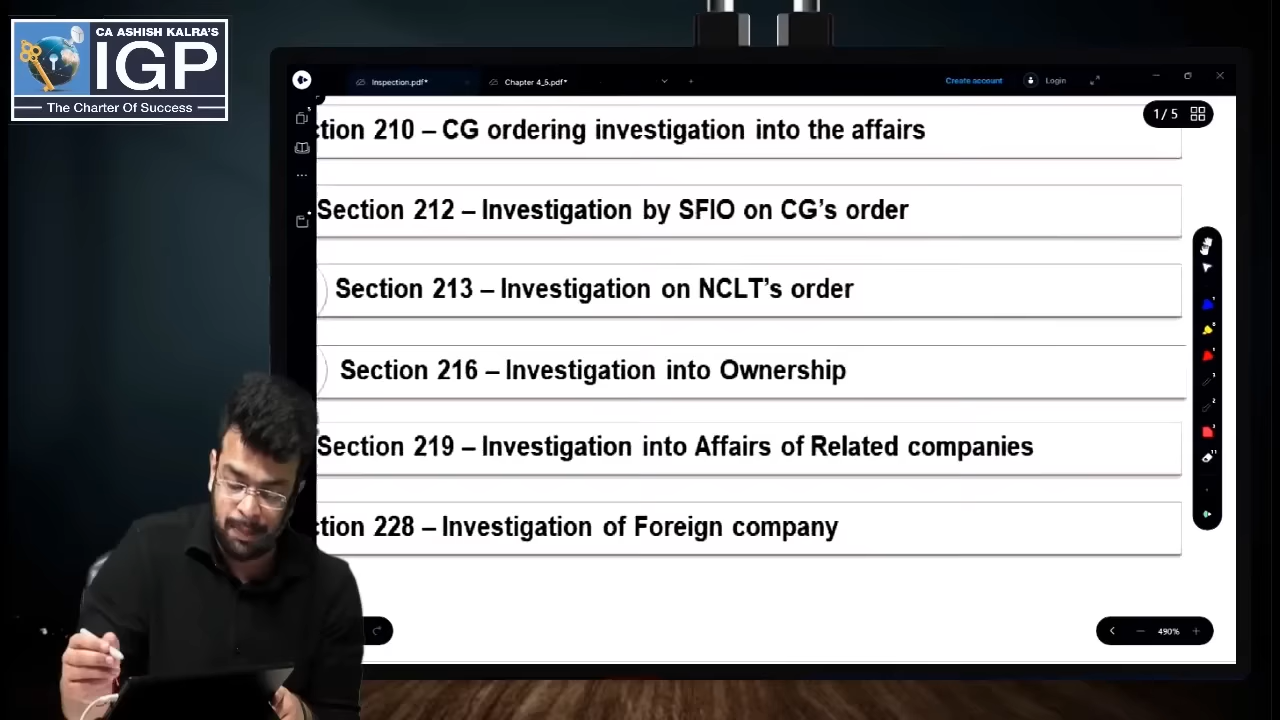 CA ASHISH KALRA'S
IGP
The Charter Of Success
Inspection.pdf*
Chapter 4_5.pdf*
Create account
Login
1/5
ction 210 – CG ordering investigation into the affairs
Section 212 – Investigation by SFIO on CG's order
Section 213 – Investigation on NCLT's order
Section 216 – Investigation into Ownership
Section 219 – Investigation into Affairs of Related companies
ction 228 – Investigation of Foreign company
490%